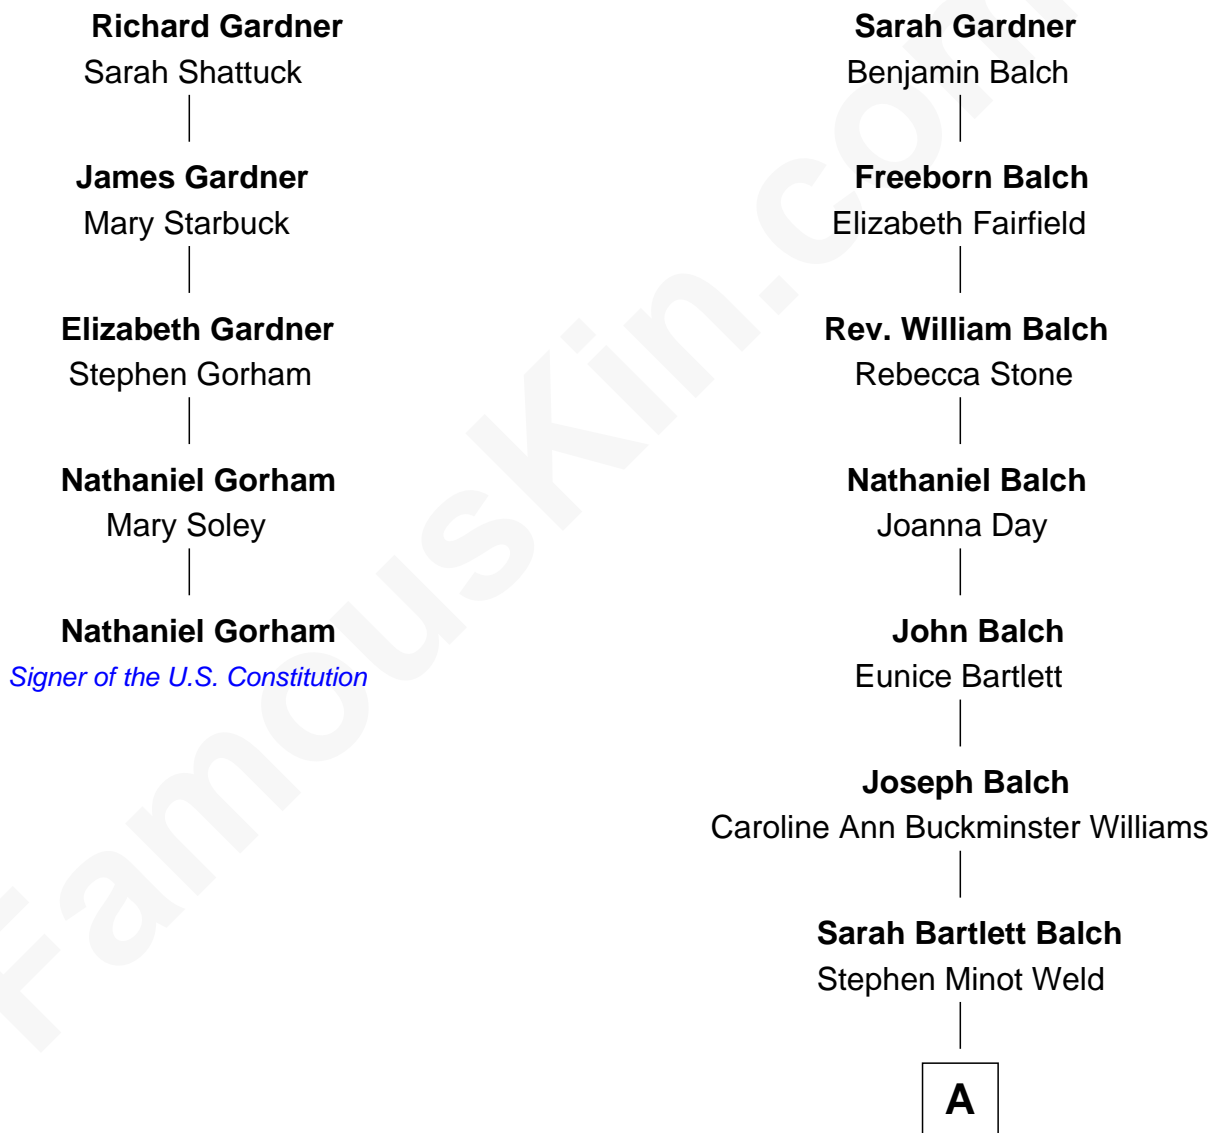 Richard Gardner
Sarah Shattuck
James Gardner
Mary Starbuck
Elizabeth Gardner
Stephen Gorham
Nathaniel Gorham
Mary Soley
Nathaniel Gorham
Signer of the U.S. Constitution
Sarah Gardner
Benjamin Balch
Freeborn Balch
Elizabeth Fairfield
Rev. William Balch
Rebecca Stone
Nathaniel Balch
Joanna Day
John Balch
Eunice Bartlett
Joseph Balch
Caroline Ann Buckminster Williams
Sarah Bartlett Balch
Stephen Minot Weld
A
FamousKin.com